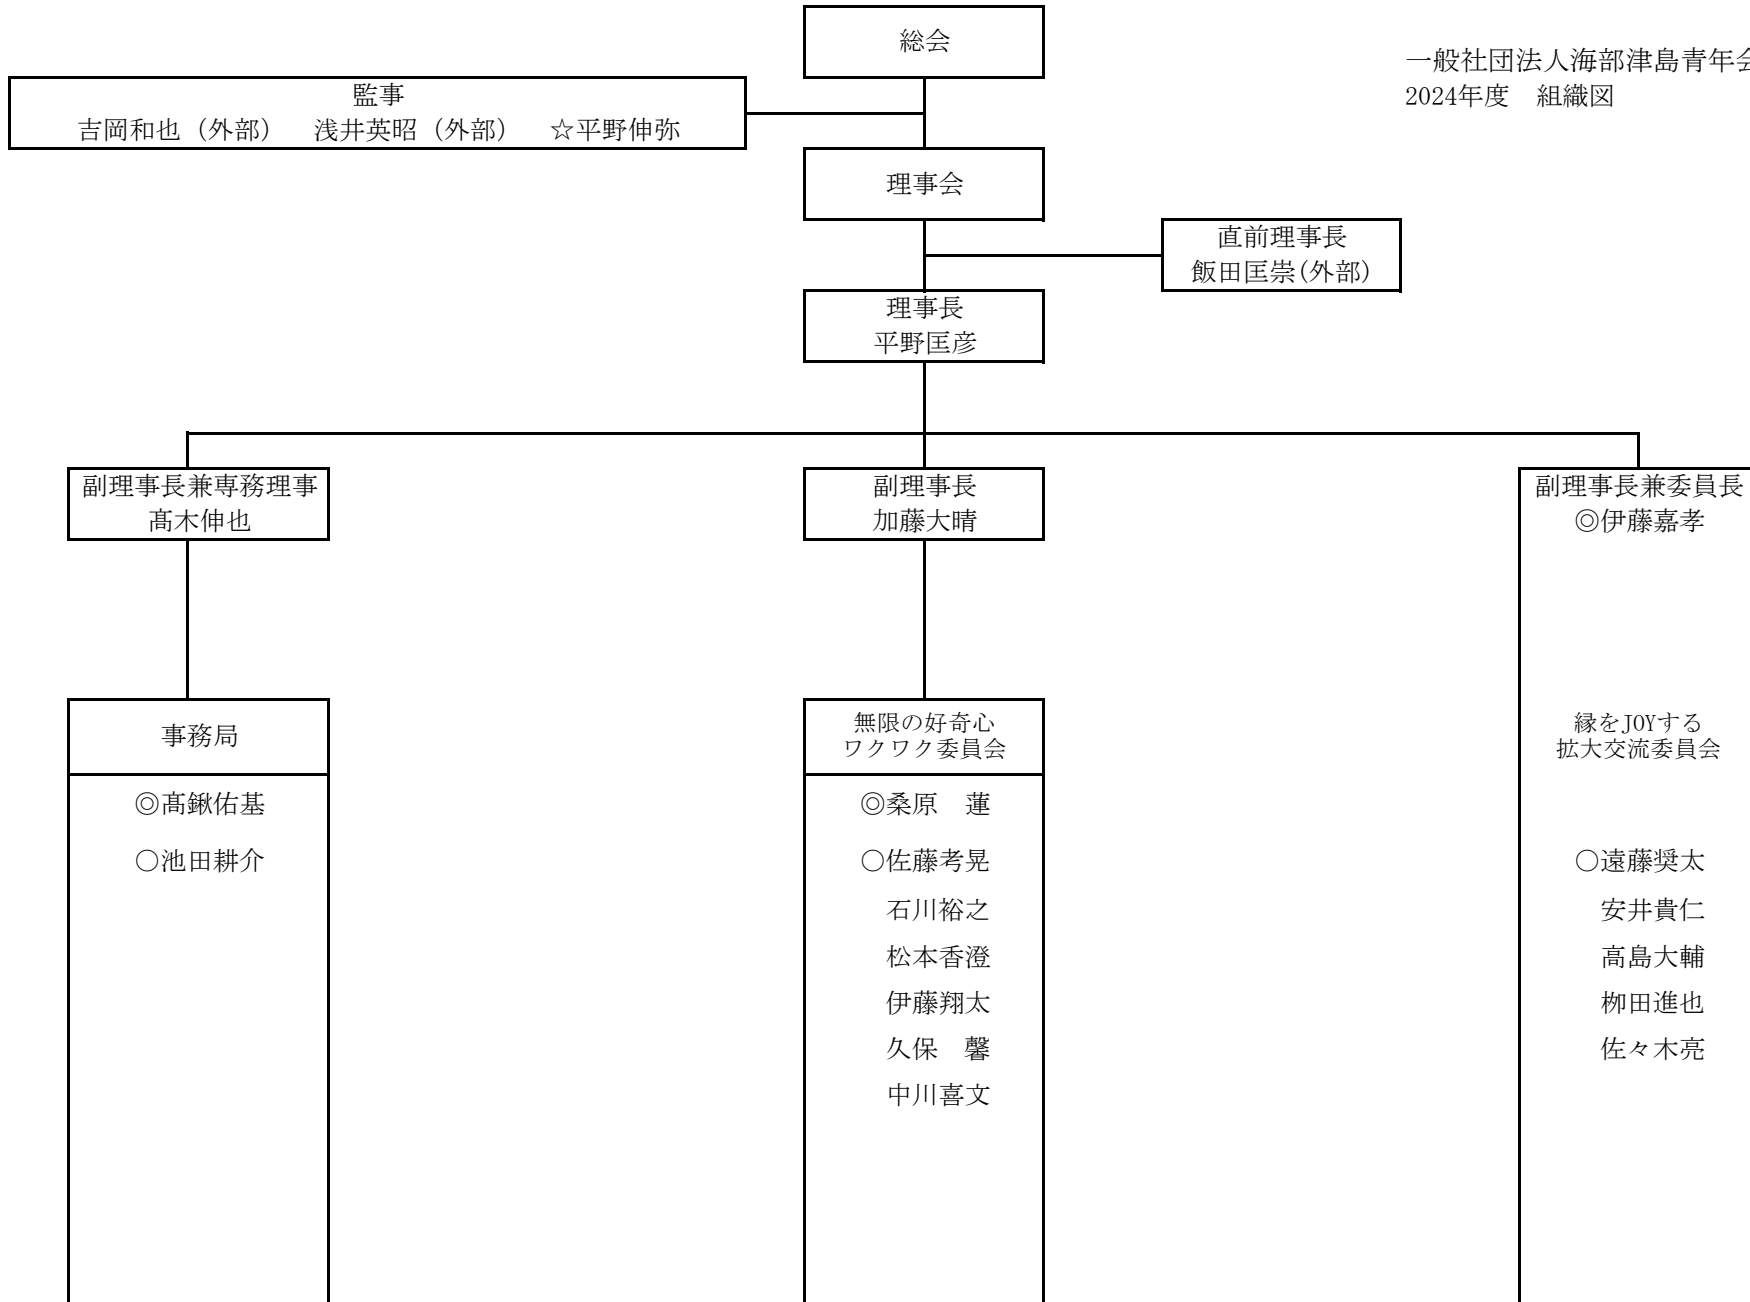 総会
一般社団法人海部津島青年会
2024年度　組織図
監事
吉岡和也（外部）　浅井英昭（外部）　☆平野伸弥
理事会
直前理事長
飯田匡崇(外部)
理事長
平野匡彦
副理事長兼専務理事
髙木伸也
副理事長
加藤大晴
副理事長兼委員長
◎伊藤嘉孝
事務局
◎髙鍬佑基
○池田耕介
無限の好奇心
ワクワク委員会
◎桑原　蓮
○佐藤考晃
石川裕之
松本香澄
伊藤翔太
久保　馨
中川喜文
縁をJOYする
拡大交流委員会
○遠藤奨太
安井貴仁
高島大輔
栁田進也
佐々木亮